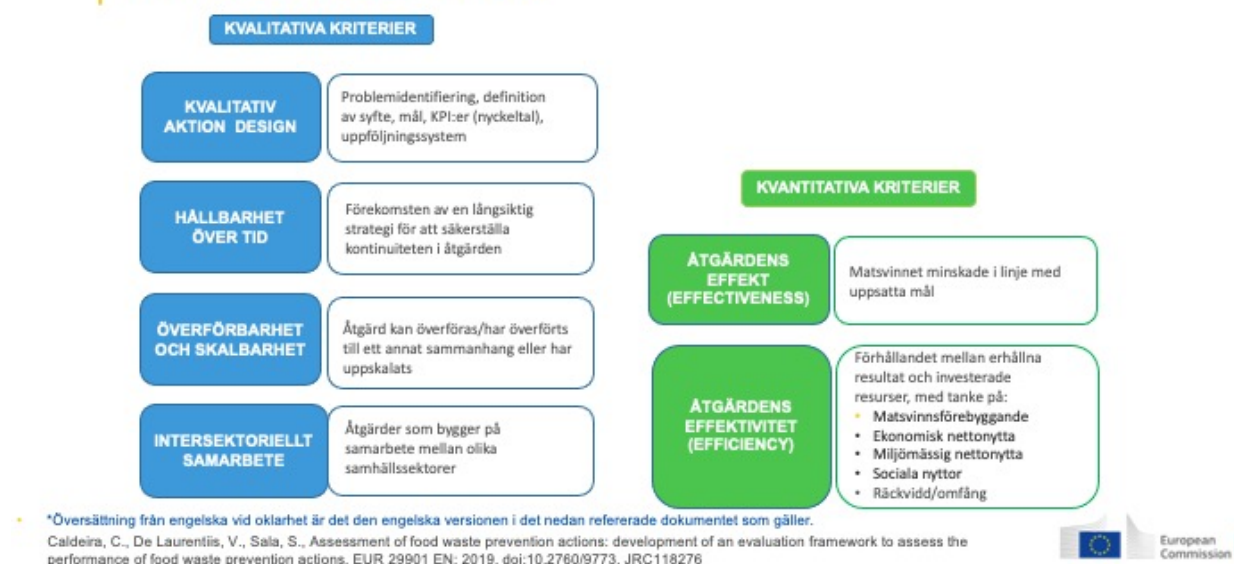 KVALITATIVA KRITERIER
KVALITATIV
AKTION DESIGN
Problemidentifiering, definition
av syfte, mål, KPI:er (nyckeltal),
uppföljningssystem
HÅLLBARHET
ÖVER TID
Förekomsten av en långsiktig
strategi för att säkerställa
kontinuiteten i åtgärden
ÖVERFÖRBARHET
OCH SKALBARHET
Åtgärd kan överföras/har överförts
till ett annat sammanhang eller har
uppskalats
INTERSEKTORIELLT
SAMARBETE
Åtgärder som bygger på
samarbete mellan olika
samhällssektorer
KVANTITATIVA KRITERIER
ÅTGÄRDENS
EFFEKT
(EFFECTIVENESS)
Matsvinnet minskade i linje med
uppsatta mål
ÅTGÄRDENS
EFFEKTIVITET
(EFFICIENCY)
Förhållandet mellan erhållna
resultat och investerade
resurser, med tanke på:
• Matsvinnsförebyggande
• Ekonomisk nettonytta
• Miljömässig nettonytta
• Sociala nyttor
• Räckvidd/omfång
• *Översättning från engelska vid oklarhet är det den engelska versionen i det nedan refererade dokumentet som gäller.
Caldeira, C., De Laurentiis, V., Sala, S., Assessment of food waste prevention actions: development of an evaluation framework to assess the
performance of food waste prevention actions, EUR 29901 EN; 2019, doi:10.2760/9773, JRC118276
European
Commission